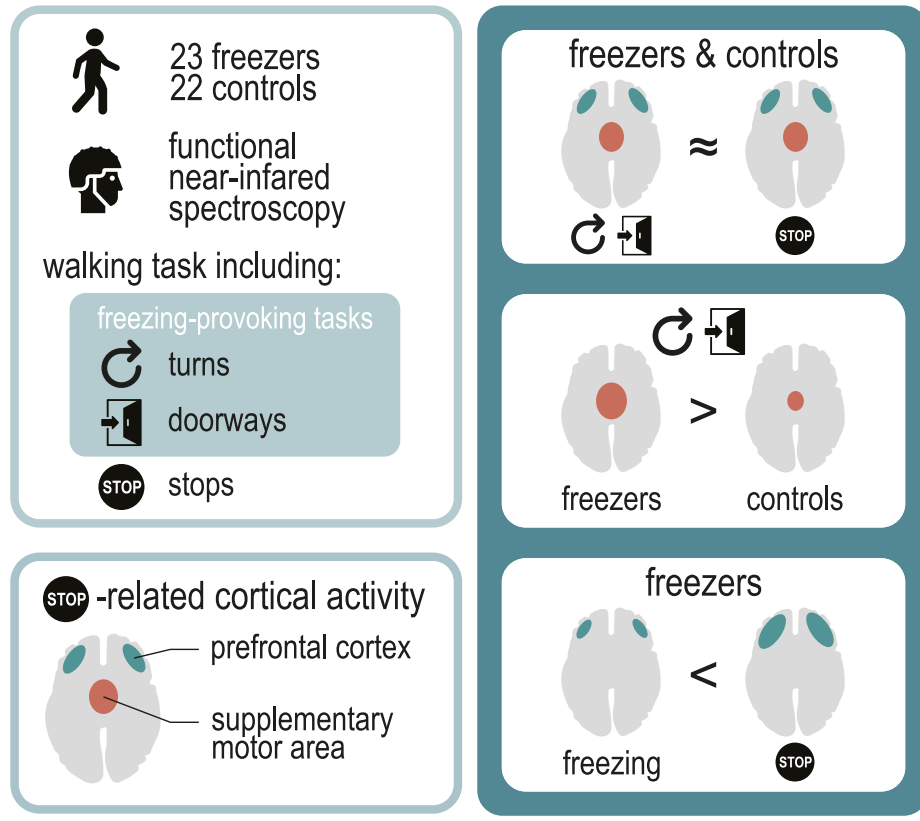 23 freezers
22 controls
functional
near-infared
spectroscopy
walking task including:
freezing-provoking tasks
turns
doorways
STOP stops
STOP -related cortical activity
prefrontal cortex
supplementary
motor area
freezers & controls
≈
STOP
>
freezers controls
freezers
<
freezing STOP